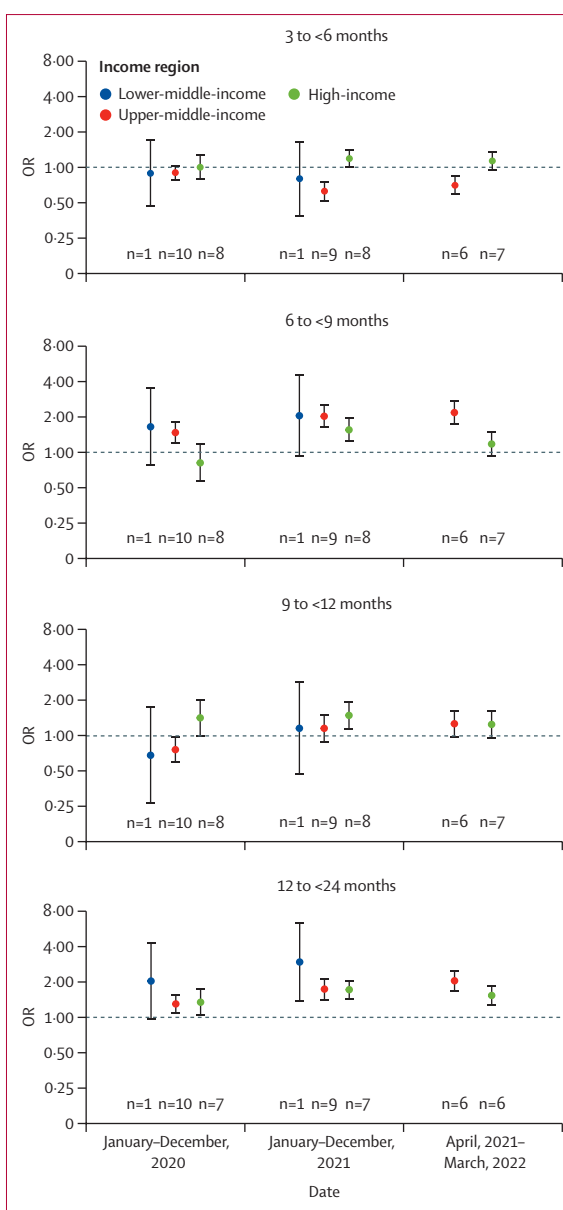 3 to <6 months
Income region
Lower-middle-income
High-income
Upper-middle-income
8·00
4·00
2·00
1·00
0·50
0·25
0
OR
n=1 n=10 n=8
n=1 n=9 n=8
n=6 n=7
6 to <9 months
8·00
4·00
2·00
1·00
0·50
0·25
0
OR
n=1 n=10 n=8
n=1 n=9 n=8
n=6 n=7
9 to <12 months
8·00
4·00
2·00
1·00
0·50
0·25
0
OR
n=1 n=10 n=8
n=1 n=9 n=8
n=6 n=7
12 to <24 months
8·00
4·00
2·00
1·00
0·50
0·25
0
OR
n=1 n=10 n=7
n=1 n=9 n=7
n=6 n=6
January–December,
2020
January–December,
2021
April, 2021–
March, 2022
Date